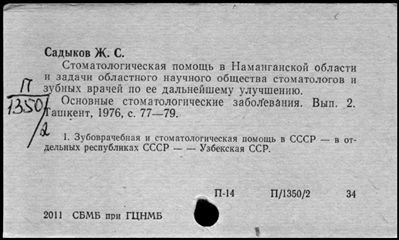 Садыков Ж. С.
Стоматологическая помощь в Наманганской области
и задачи областного научного общества стоматологов и
зубных врачей по ее дальнейшему улучшению.
П
1350/2
Основные стоматологические заболевания. Вып. 2.
Ташкент, 1976, с. 77—79.
1. Зубоврачебная и стоматологическая помощь в СССР — в от-
дельных республиках СССР — — Узбекская ССР.
П-14 П/1350/2 34
2011 СБМБ при ГЦНМБ